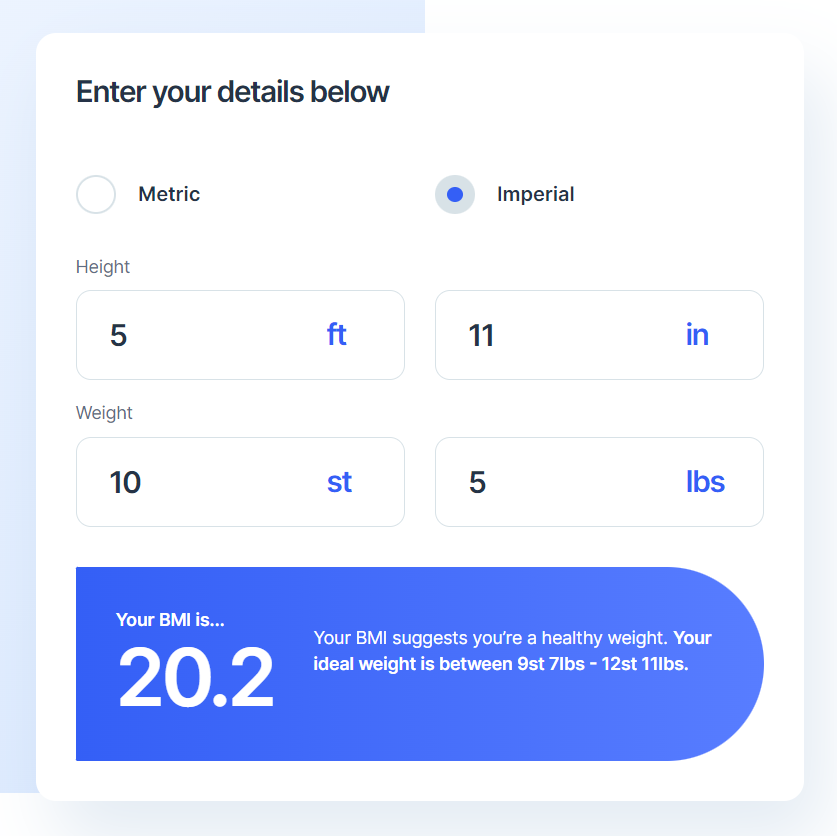 Enter your details below
Metric
Imperial
Height
5 ft
11 in
Weight
10 st
5 lbs
Your BMI is...
20.2
Your BMI suggests you’re a healthy weight. Your
ideal weight is between 9st 7lbs - 12st 11lbs.